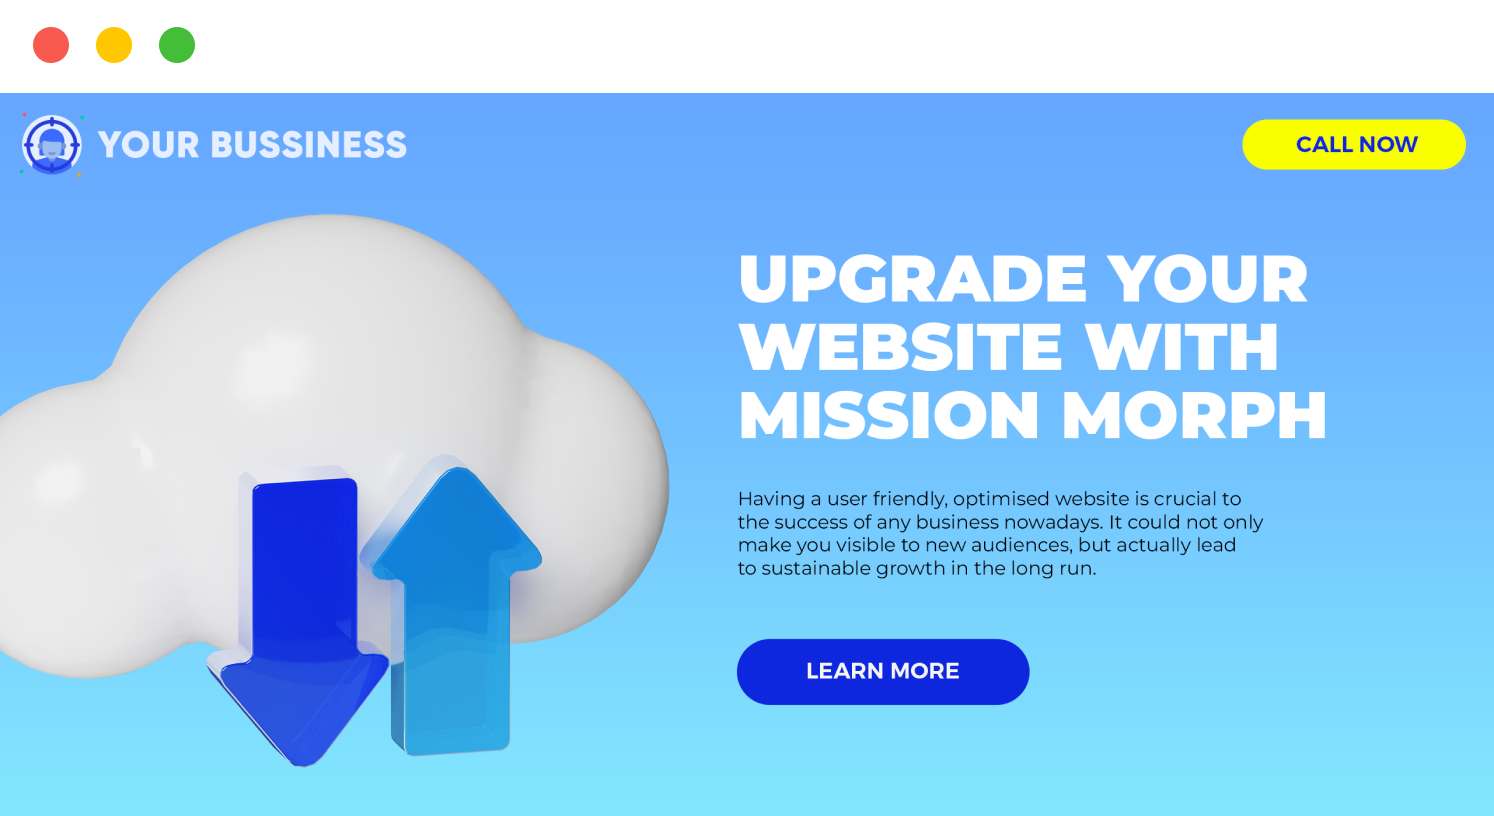 YOUR BUSSINESS
CALL NOW
UPGRADE YOUR
WEBSITE WITH
MISSION MORPH
Having a user friendly, optimised website is crucial to
the success of any business nowadays. It could not only
make you visible to new audiences, but actually lead
to sustainable growth in the long run.
LEARN MORE